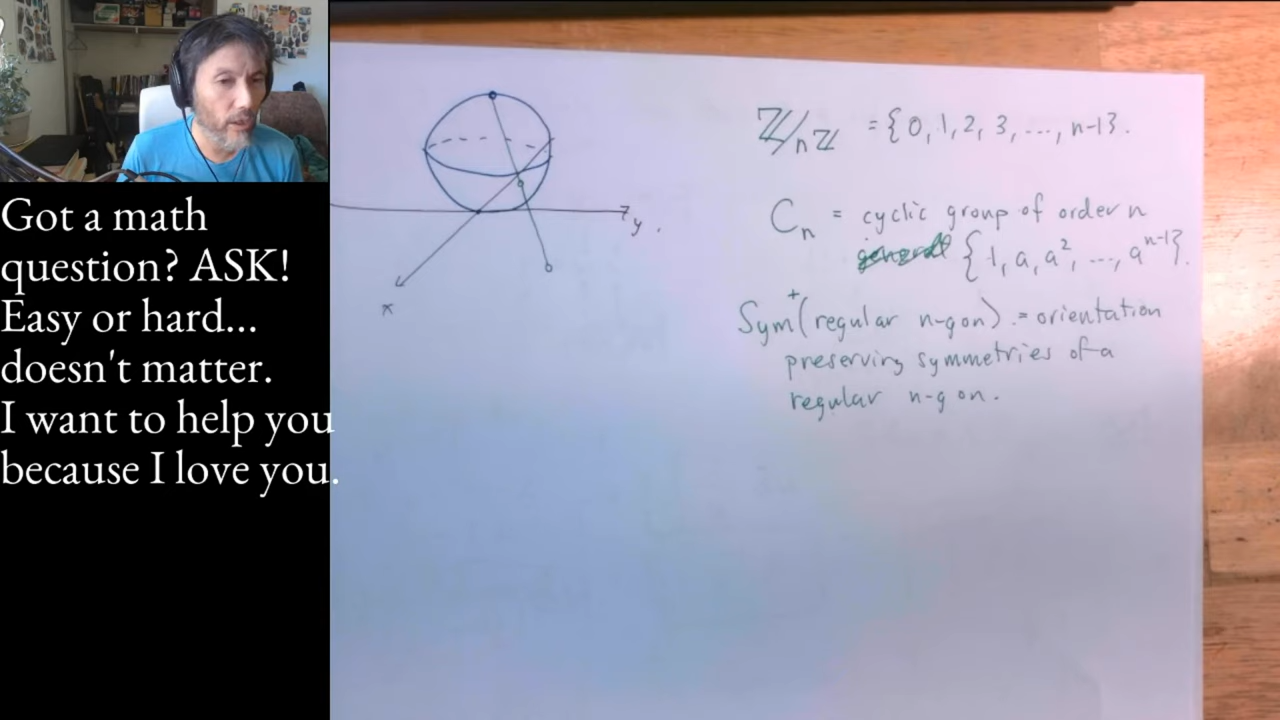 Got a math
question? ASK!
Easy or hard...
doesn't matter.
I want to help you
because I love you.
x
y.
ℤ/nℤ = {0, 1, 2, 3, ..., n-1}.
Cₙ = cyclic group of order n
{1, a, a², ..., aⁿ⁻¹}.
Sym⁺(regular n-gon) = orientation
preserving symmetries of a
regular n-gon.